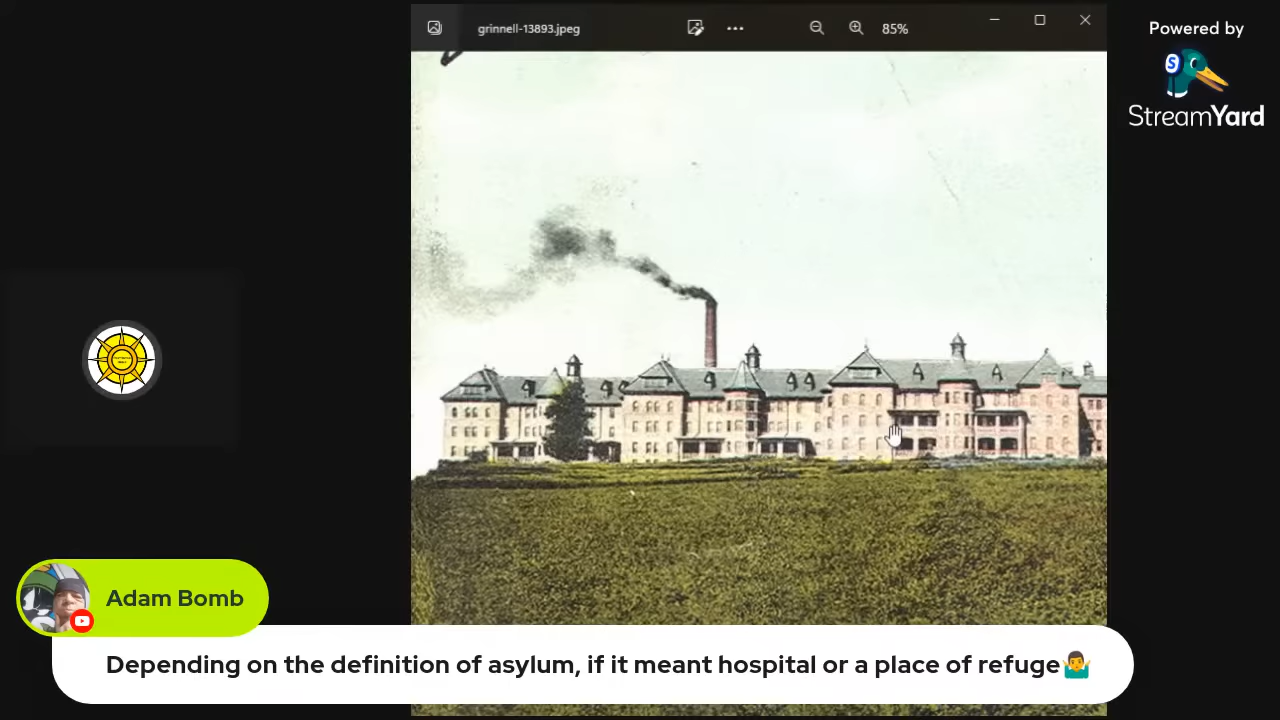 grinnell-13893.jpeg
85%
Powered by
S
StreamYard
Adam Bomb
Depending on the definition of asylum, if it meant hospital or a place of refuge🤷‍♂️